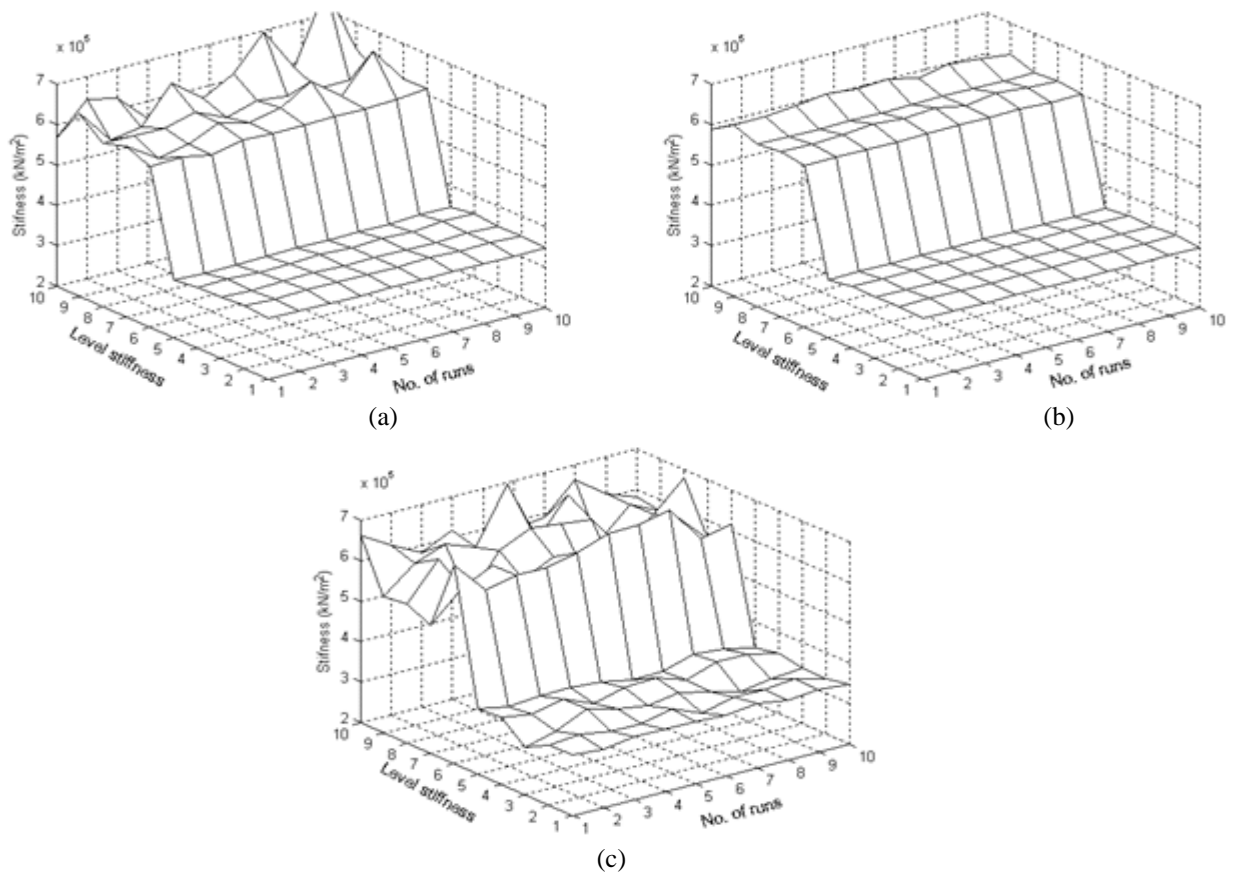 x 10⁵
7
6
5
4
3
2
Stifness (kN/m²)
10 9 8 7 6 5 4 3 2 1
Level stiffness
1 2 3 4 5 6 7 8 9 10
No. of runs
(a)
x 10⁵
7
6
5
4
3
2
Stifness (kN/m²)
10 9 8 7 6 5 4 3 2 1
Level stiffness
1 2 3 4 5 6 7 8 9 10
No. of runs
(b)
x 10⁵
7
6
5
4
3
2
Stifness (kN/m²)
10 9 8 7 6 5 4 3 2 1
Level stiffness
1 2 3 4 5 6 7 8 9 10
No. of runs
(c)